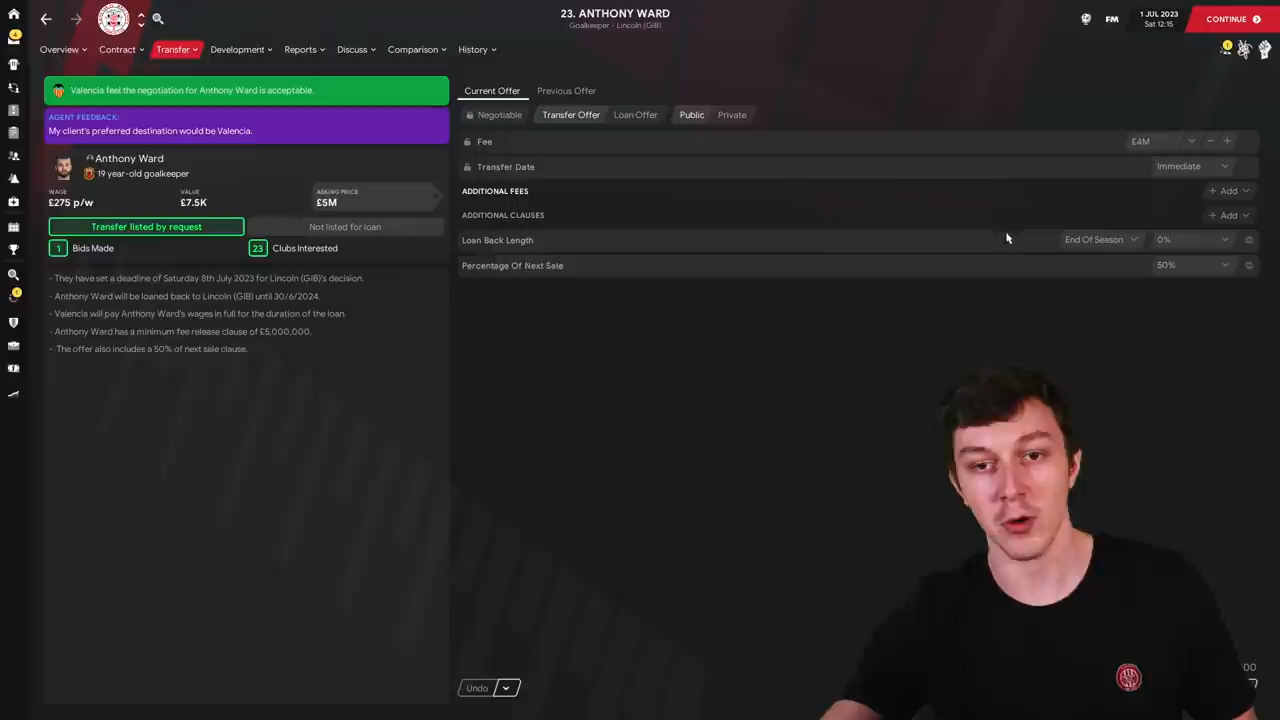 23. ANTHONY WARD
Goalkeeper - Lincoln (GIB)
FM
1 JUL 2023
Sat 12:15
CONTINUE
4
1
Overview
Contract
Transfer
Development
Reports
Discuss
Comparison
History
Valencia feel the negotiation for Anthony Ward is acceptable.
AGENT FEEDBACK:
My client's preferred destination would be Valencia.
Anthony Ward
19 year-old goalkeeper
WAGE
£275 p/w
VALUE
£7.5K
ASKING PRICE
£5M
Transfer listed by request
Not listed for loan
1 Bids Made
23 Clubs Interested
- They have set a deadline of Saturday 8th July 2023 for Lincoln (GIB)'s decision.
- Anthony Ward will be loaned back to Lincoln (GIB) until 30/6/2024.
- Valencia will pay Anthony Ward's wages in full for the duration of the loan.
- Anthony Ward has a minimum fee release clause of £5,000,000.
- The offer also includes a 50% of next sale clause.
Current Offer
Previous Offer
Negotiable
Transfer Offer
Loan Offer
Public
Private
Fee
£4M
Transfer Date
Immediate
ADDITIONAL FEES
+ Add
ADDITIONAL CLAUSES
+ Add
Loan Back Length
End Of Season
0%
Percentage Of Next Sale
50%
Undo
00